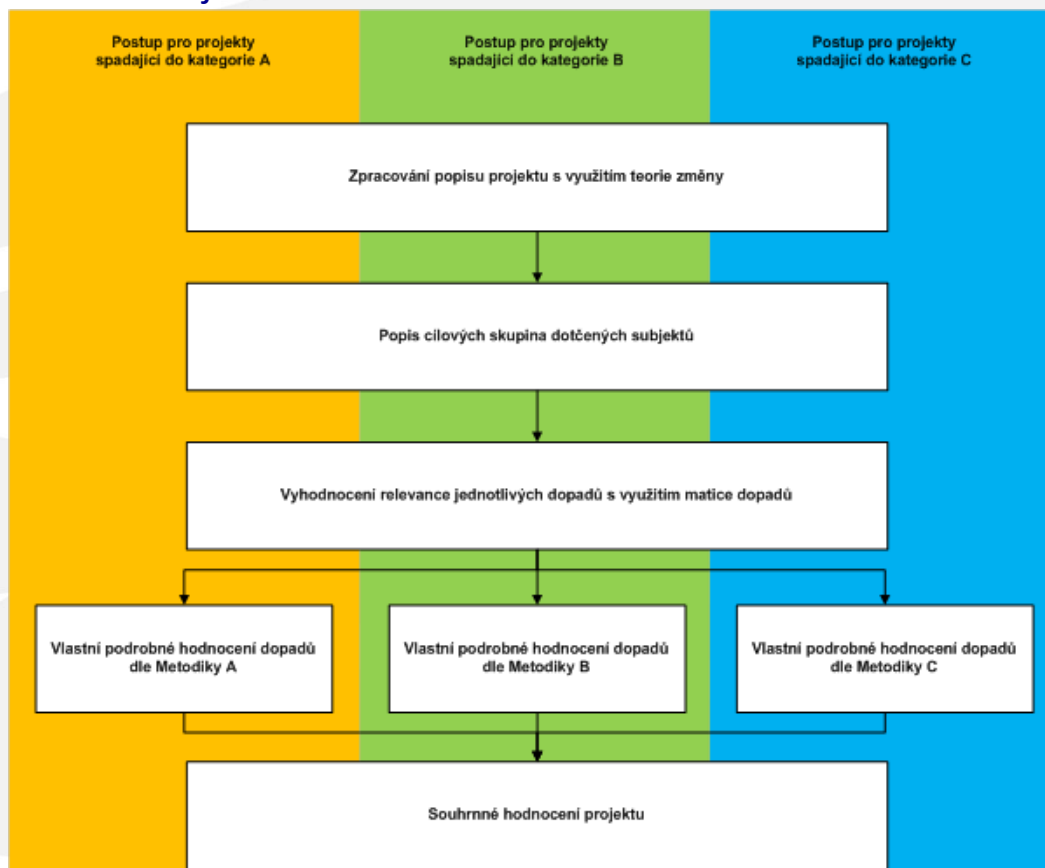 Postup pro projekty
spadající do kategorie A
Postup pro projekty
spadající do kategorie B
Postup pro projekty
spadající do kategorie C
Zpracování popisu projektu s využitím teorie změny
Popis cílových skupina dotčených subjektů
Vyhodnocení relevance jednotlivých dopadů s využitím matice dopadů
Vlastní podrobné hodnocení dopadů
dle Metodiky A
Vlastní podrobné hodnocení dopadů
dle Metodiky B
Vlastní podrobné hodnocení dopadů
dle Metodiky C
Souhrnné hodnocení projektu